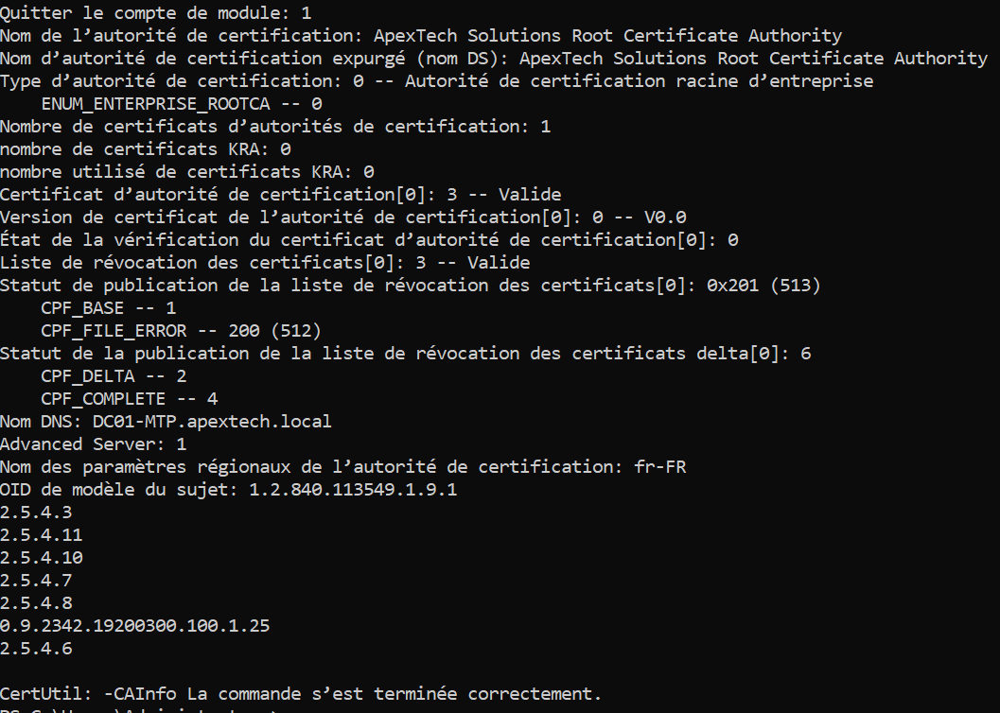 Quitter le compte de module: 1
Nom de l’autorité de certification: ApexTech Solutions Root Certificate Authority
Nom d’autorité de certification expurgé (nom DS): ApexTech Solutions Root Certificate Authority
Type d’autorité de certification: 0 -- Autorité de certification racine d’entreprise
    ENUM_ENTERPRISE_ROOTCA -- 0
Nombre de certificats d’autorités de certification: 1
nombre de certificats KRA: 0
nombre utilisé de certificats KRA: 0
Certificat d’autorité de certification[0]: 3 -- Valide
Version de certificat de l’autorité de certification[0]: 0 -- V0.0
État de la vérification du certificat d’autorité de certification[0]: 0
Liste de révocation des certificats[0]: 3 -- Valide
Statut de publication de la liste de révocation des certificats[0]: 0x201 (513)
    CPF_BASE -- 1
    CPF_FILE_ERROR -- 200 (512)
Statut de la publication de la liste de révocation des certificats delta[0]: 6
    CPF_DELTA -- 2
    CPF_COMPLETE -- 4
Nom DNS: DC01-MTP.apextech.local
Advanced Server: 1
Nom des paramètres régionaux de l’autorité de certification: fr-FR
OID de modèle du sujet: 1.2.840.113549.1.9.1
2.5.4.3
2.5.4.11
2.5.4.10
2.5.4.7
2.5.4.8
0.9.2342.19200300.100.1.25
2.5.4.6
CertUtil: -CAInfo La commande s’est terminée correctement.